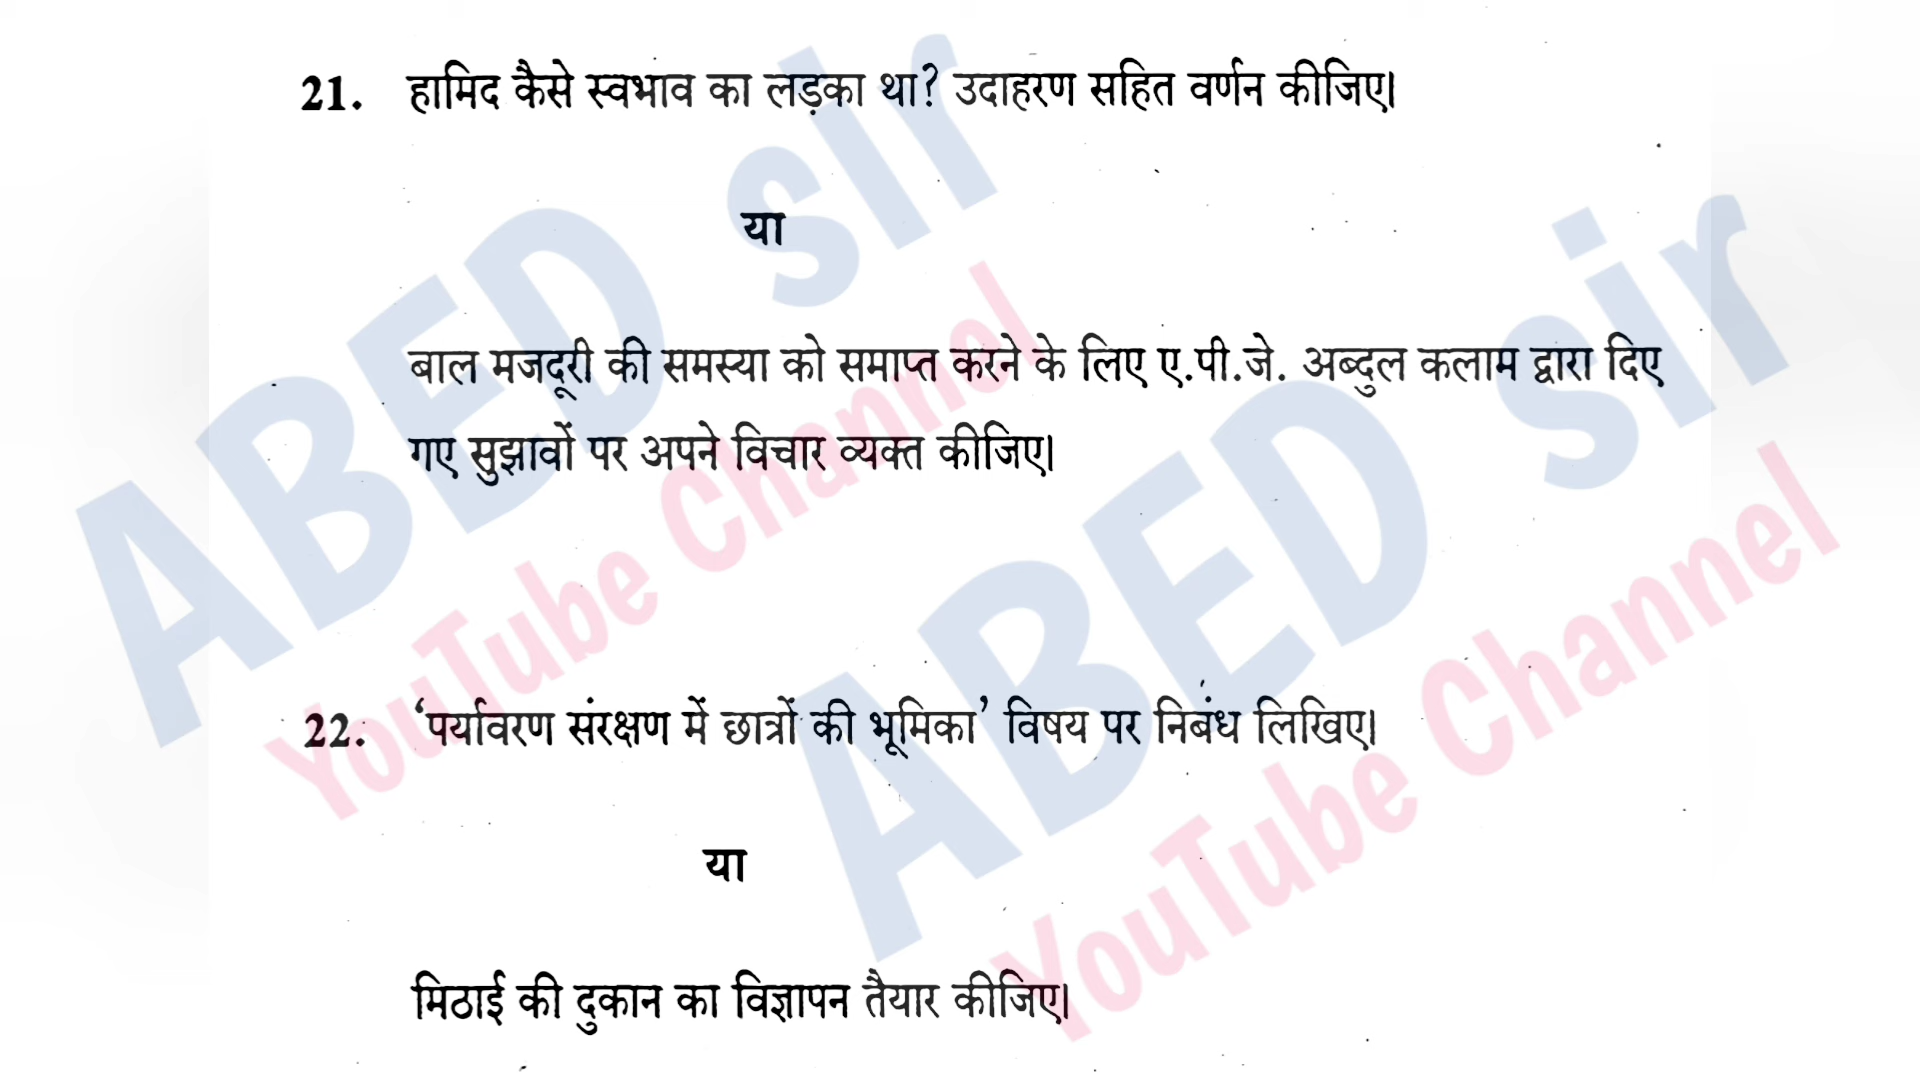 21. हामिद कैसे स्वभाव का लड़का था? उदाहरण सहित वर्णन कीजिए।
या
बाल मजदूरी की समस्या को समाप्त करने के लिए ए.पी.जे. अब्दुल कलाम द्वारा दिए
गए सुझावों पर अपने विचार व्यक्त कीजिए।
22. ‘पर्यावरण संरक्षण में छात्रों की भूमिका’ विषय पर निबंध लिखिए।
या
मिठाई की दुकान का विज्ञापन तैयार कीजिए।
ABED sir
YouTube Channel
ABED sir
YouTube Channel